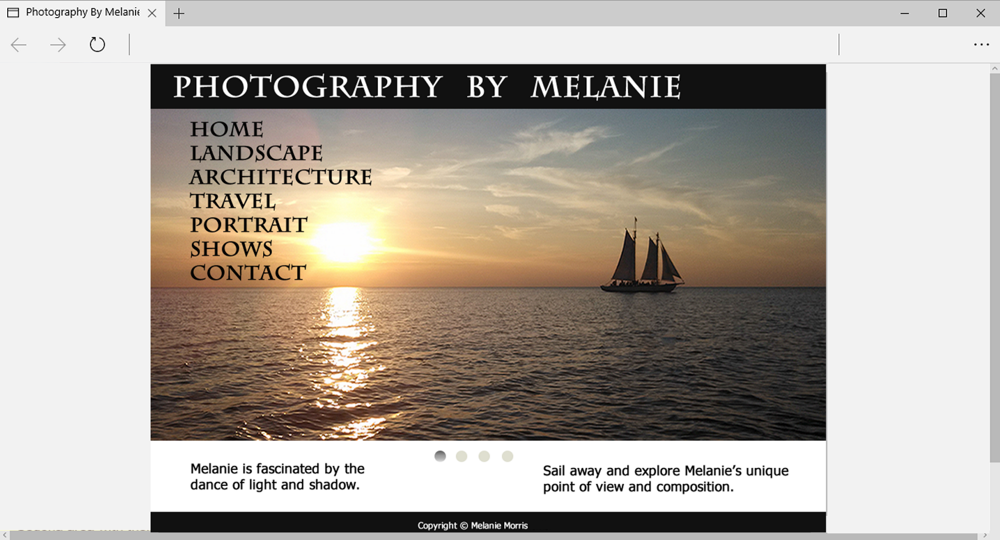 Photography By Melanie
PHOTOGRAPHY BY MELANIE
HOME
LANDSCAPE
ARCHITECTURE
TRAVEL
PORTRAIT
SHOWS
CONTACT
Melanie is fascinated by the
dance of light and shadow.
Sail away and explore Melanie’s unique
point of view and composition.
Copyright © Melanie Morris